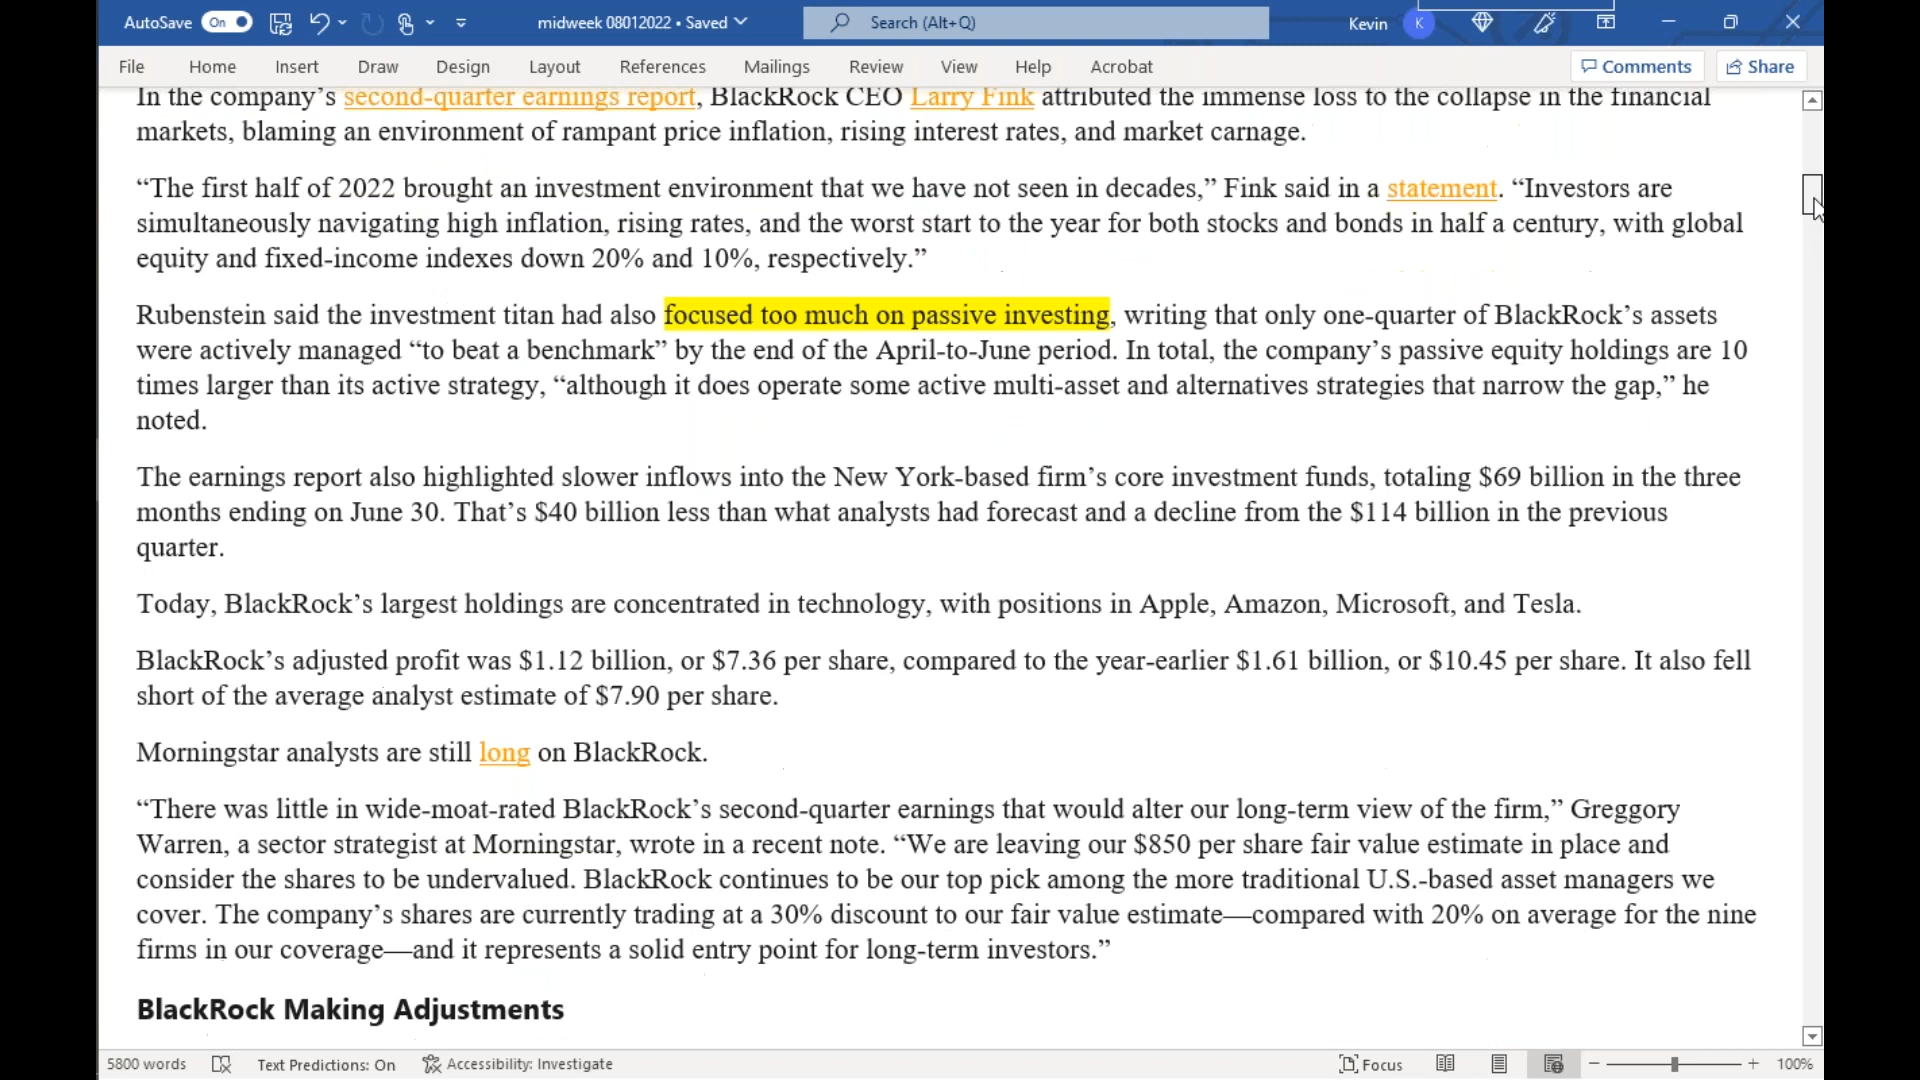 AutoSave On midweek 08012022 • Saved Search (Alt+Q) Kevin K
File Home Insert Draw Design Layout References Mailings Review View Help Acrobat Comments Share
In the company’s second-quarter earnings report, BlackRock CEO Larry Fink attributed the immense loss to the collapse in the financial
markets, blaming an environment of rampant price inflation, rising interest rates, and market carnage.
“The first half of 2022 brought an investment environment that we have not seen in decades,” Fink said in a statement. “Investors are
simultaneously navigating high inflation, rising rates, and the worst start to the year for both stocks and bonds in half a century, with global
equity and fixed-income indexes down 20% and 10%, respectively.”
Rubenstein said the investment titan had also focused too much on passive investing, writing that only one-quarter of BlackRock’s assets
were actively managed “to beat a benchmark” by the end of the April-to-June period. In total, the company’s passive equity holdings are 10
times larger than its active strategy, “although it does operate some active multi-asset and alternatives strategies that narrow the gap,” he
noted.
The earnings report also highlighted slower inflows into the New York-based firm’s core investment funds, totaling $69 billion in the three
months ending on June 30. That’s $40 billion less than what analysts had forecast and a decline from the $114 billion in the previous
quarter.
Today, BlackRock’s largest holdings are concentrated in technology, with positions in Apple, Amazon, Microsoft, and Tesla.
BlackRock’s adjusted profit was $1.12 billion, or $7.36 per share, compared to the year-earlier $1.61 billion, or $10.45 per share. It also fell
short of the average analyst estimate of $7.90 per share.
Morningstar analysts are still long on BlackRock.
“There was little in wide-moat-rated BlackRock’s second-quarter earnings that would alter our long-term view of the firm,” Greggory
Warren, a sector strategist at Morningstar, wrote in a recent note. “We are leaving our $850 per share fair value estimate in place and
consider the shares to be undervalued. BlackRock continues to be our top pick among the more traditional U.S.-based asset managers we
cover. The company’s shares are currently trading at a 30% discount to our fair value estimate—compared with 20% on average for the nine
firms in our coverage—and it represents a solid entry point for long-term investors.”
BlackRock Making Adjustments
5800 words Text Predictions: On Accessibility: Investigate Focus 100%